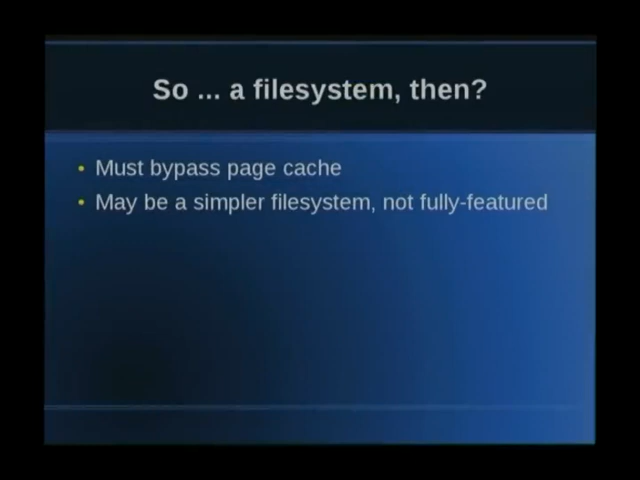 So ... a filesystem, then?
• Must bypass page cache
• May be a simpler filesystem, not fully-featured